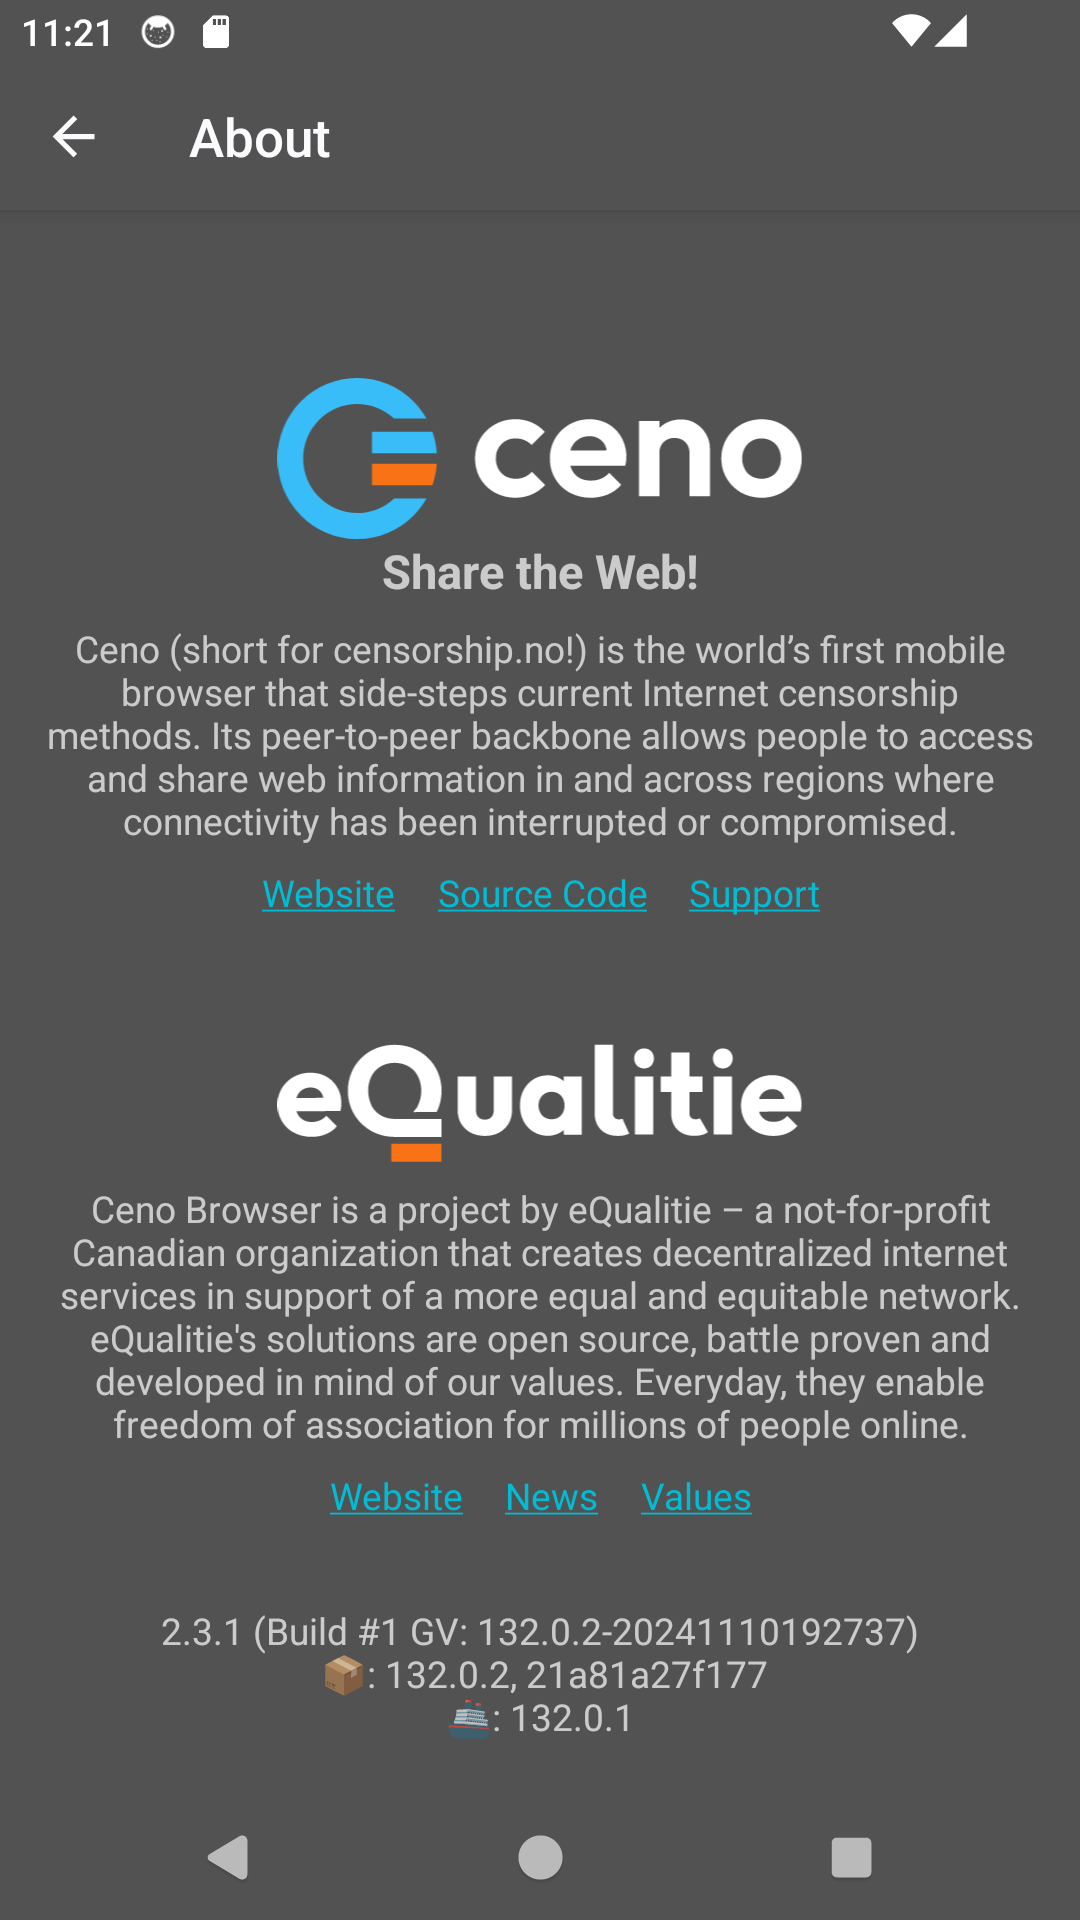 11:21
About
ceno
Share the Web!
Ceno (short for censorship.no!) is the world’s first mobile
browser that side-steps current Internet censorship
methods. Its peer-to-peer backbone allows people to access
and share web information in and across regions where
connectivity has been interrupted or compromised.
Website Source Code Support
eQualitie
Ceno Browser is a project by eQualitie – a not-for-profit
Canadian organization that creates decentralized internet
services in support of a more equal and equitable network.
eQualitie's solutions are open source, battle proven and
developed in mind of our values. Everyday, they enable
freedom of association for millions of people online.
Website News Values
2.3.1 (Build #1 GV: 132.0.2-20241110192737)
📦: 132.0.2, 21a81a27f177
🚢: 132.0.1